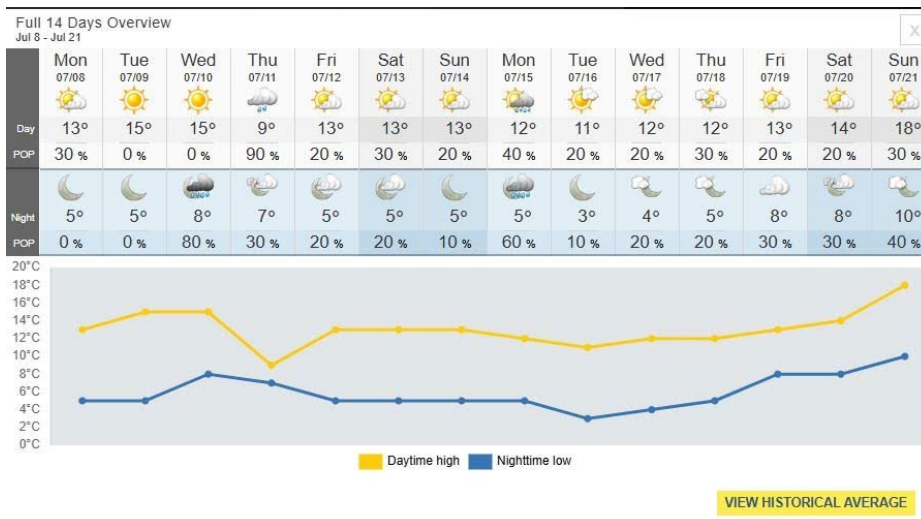 Full 14 Days Overview
Jul 8 - Jul 21
X
Mon Tue Wed Thu Fri Sat Sun Mon Tue Wed Thu Fri Sat Sun
07/08 07/09 07/10 07/11 07/12 07/13 07/14 07/15 07/16 07/17 07/18 07/19 07/20 07/21
Day 13° 15° 15° 9° 13° 13° 13° 12° 11° 12° 12° 13° 14° 18°
POP 30 % 0 % 0 % 90 % 20 % 30 % 20 % 40 % 20 % 20 % 30 % 20 % 20 % 30 %
Night 5° 5° 8° 7° 5° 5° 5° 5° 3° 4° 5° 8° 8° 10°
POP 0 % 0 % 80 % 30 % 20 % 20 % 10 % 60 % 10 % 20 % 20 % 30 % 30 % 40 %
20°C
18°C
16°C
14°C
12°C
10°C
8°C
6°C
4°C
2°C
0°C
Daytime high Nighttime low
VIEW HISTORICAL AVERAGE